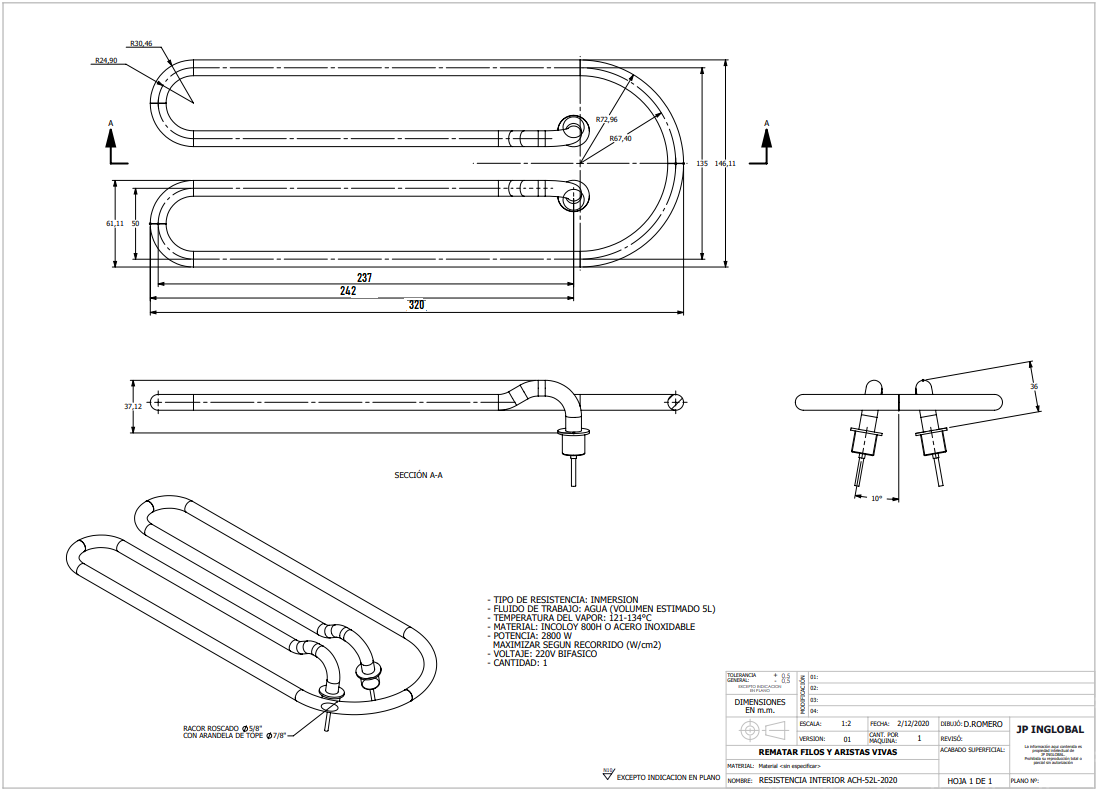 R30,46
R24,90
A
A
R72,96
R67,40
135
146,11
61,11
50
237
242
320
37,12
36
10°
SECCIÓN A-A
- TIPO DE RESISTENCIA: INMERSION
- FLUIDO DE TRABAJO: AGUA (VOLUMEN ESTIMADO 5L)
- TEMPERATURA DEL VAPOR: 121-134°C
- MATERIAL: INCOLOY 800H O ACERO INOXIDABLE
- POTENCIA: 2800 W
MAXIMIZAR SEGUN RECORRIDO (W/cm2)
- VOLTAJE: 220V BIFASICO
- CANTIDAD: 1
RACOR ROSCADO Ø5/8"
CON ARANDELA DE TOPE Ø7/8"
EXCEPTO INDICACION EN PLANO
TOLERANCIA GENERAL: + 0,5 - 0,5
EXCEPTO INDICACION
EN PLANO
DIMENSIONES
EN m.m.
MODIFICACIÓN
01:
02:
03:
04:
ESCALA: 1:2
FECHA: 2/12/2020
DIBUJÓ: D.ROMERO
VERSION: 01
CANT. POR MAQUINA: 1
REVISÓ:
JP INGLOBAL
La información aquí contenida es
propiedad intelectual de
JP INGLOBAL.
Prohibida su reproducción total o
parcial sin autorización
REMATAR FILOS Y ARISTAS VIVAS
ACABADO SUPERFICIAL:
MATERIAL: Material <sin especificar>
NOMBRE: RESISTENCIA INTERIOR ACH-52L-2020
HOJA 1 DE 1
PLANO Nº: